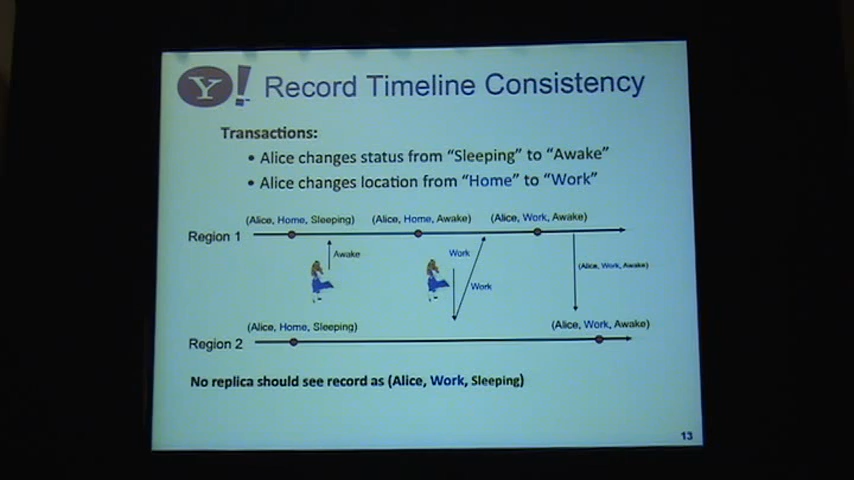 Y! Record Timeline Consistency
Transactions:
• Alice changes status from “Sleeping” to “Awake”
• Alice changes location from “Home” to “Work”
(Alice, Home, Sleeping) (Alice, Home, Awake) (Alice, Work, Awake)
Region 1
Awake
Work
(Alice, Work, Awake)
Work
(Alice, Home, Sleeping) (Alice, Work, Awake)
Region 2
No replica should see record as (Alice, Work, Sleeping)
13